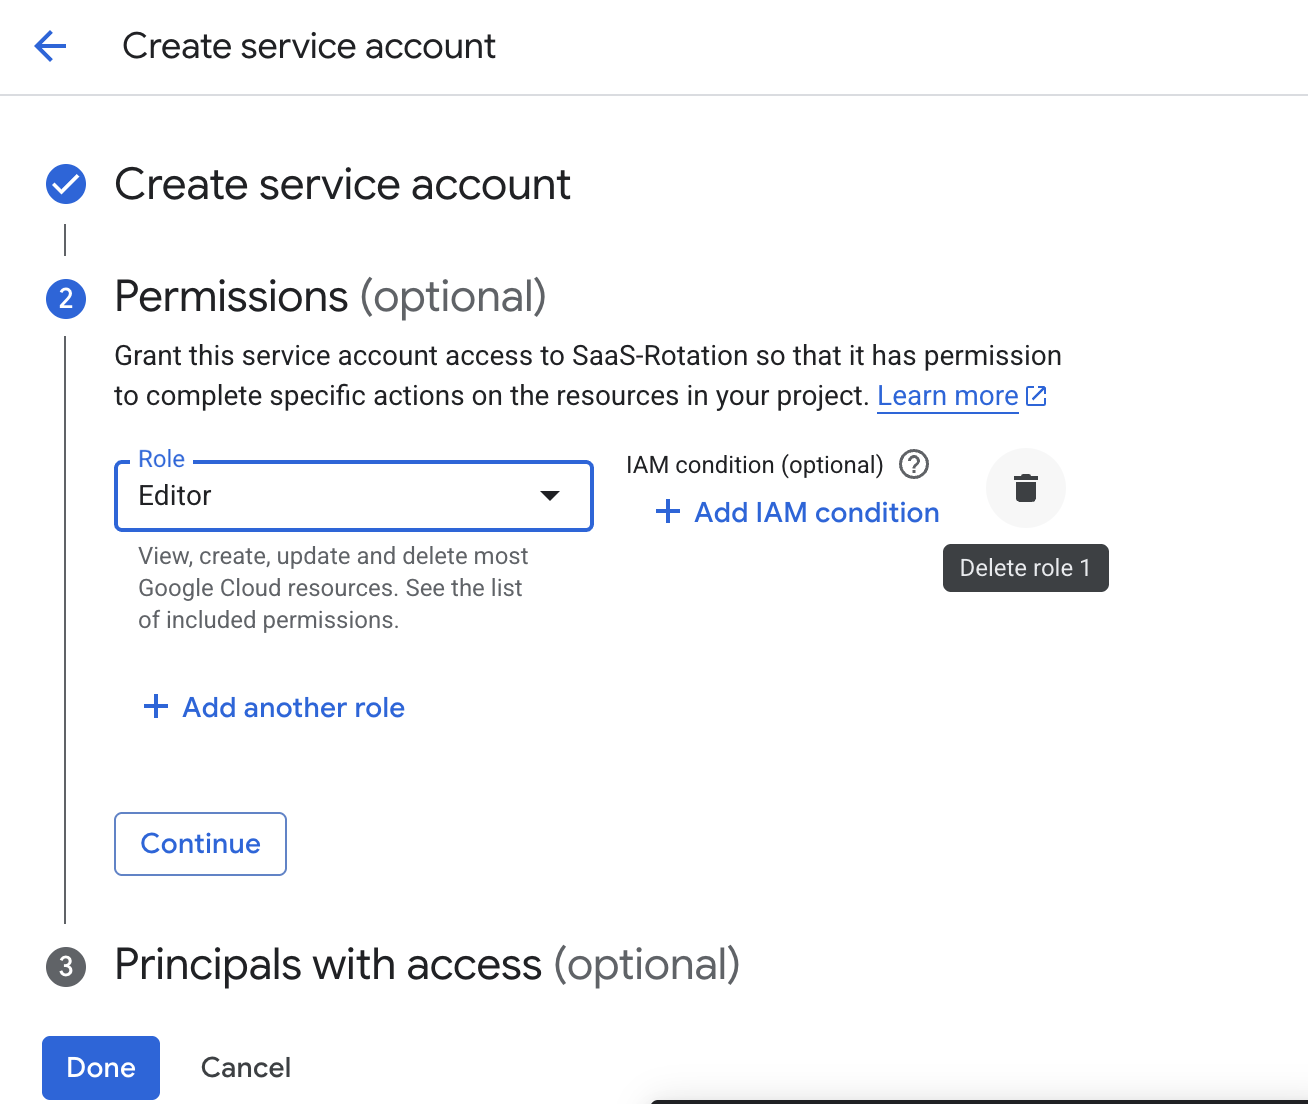 Create service account
Create service account
2
Permissions (optional)
Grant this service account access to SaaS-Rotation so that it has permission
to complete specific actions on the resources in your project. Learn more
Role
Editor
IAM condition (optional) ?
+ Add IAM condition
Delete role 1
View, create, update and delete most
Google Cloud resources. See the list
of included permissions.
+ Add another role
Continue
3
Principals with access (optional)
Done
Cancel